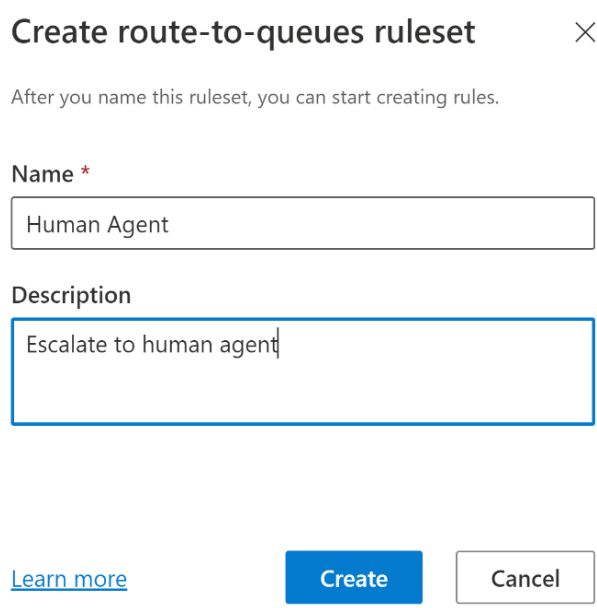 Create route-to-queues ruleset
After you name this ruleset, you can start creating rules.
Name *
Human Agent
Description
Escalate to human agent
Learn more
Create
Cancel